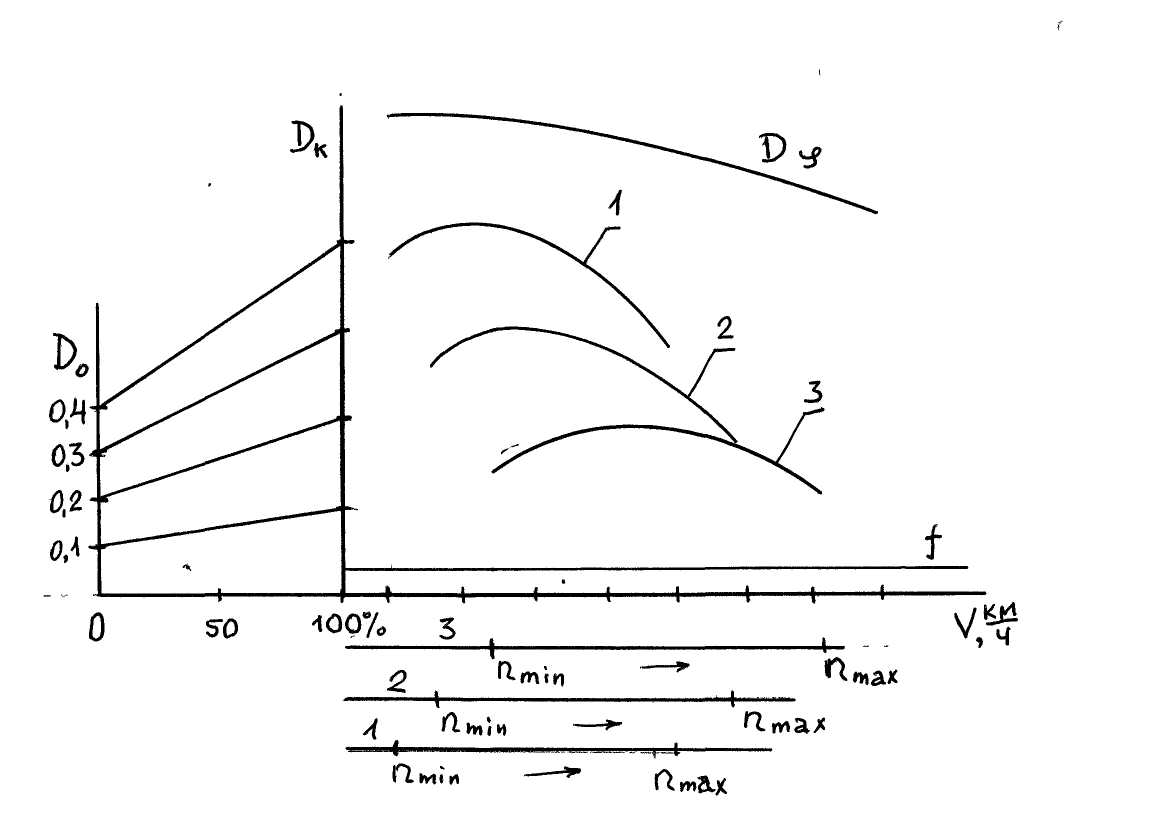 Dк
Dφ
1
2
D₀
0,4
3
0,3
0,2
0,1
f
0 50 100% V, км/ч
3
nmin → nmax
2
nmin → nmax
1
nmin → nmax